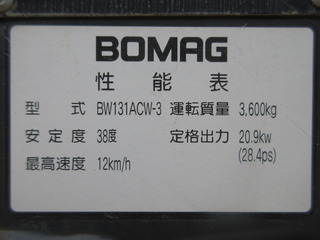 BOMAG
性能表
型式 BW131ACW-3 運転質量 3,600kg
安定度 38度 定格出力 20.9kw
(28.4ps)
最高速度 12km/h